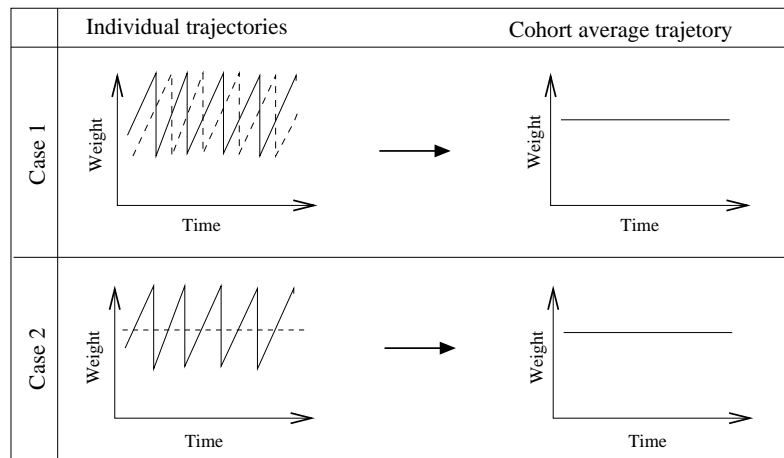 Individual trajectories
Cohort average trajetory
Case 1
Weight
Time
Weight
Time
Case 2
Weight
Time
Weight
Time